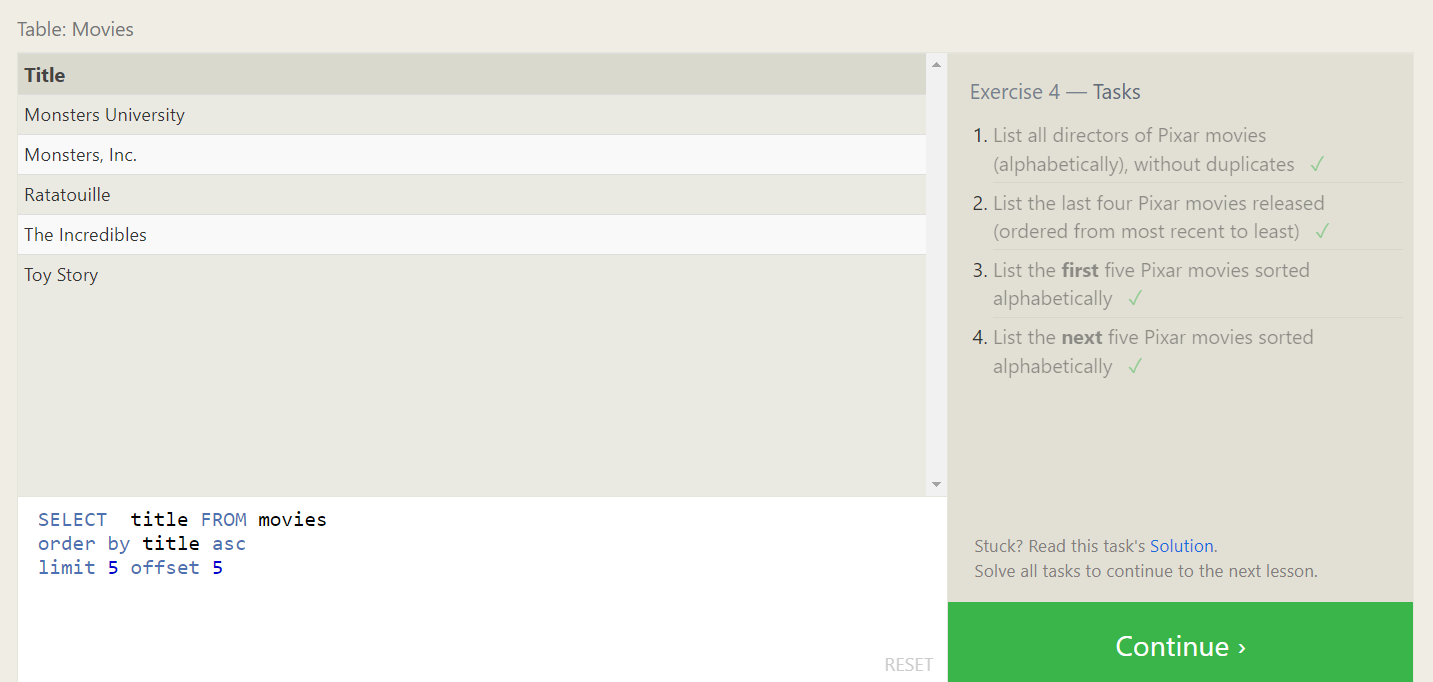 Table: Movies
Title
Monsters University
Monsters, Inc.
Ratatouille
The Incredibles
Toy Story
SELECT  title FROM movies
order by title asc
limit 5 offset 5
RESET
Exercise 4 — Tasks
1. List all directors of Pixar movies
(alphabetically), without duplicates ✓
2. List the last four Pixar movies released
(ordered from most recent to least) ✓
3. List the first five Pixar movies sorted
alphabetically ✓
4. List the next five Pixar movies sorted
alphabetically ✓
Stuck? Read this task's Solution.
Solve all tasks to continue to the next lesson.
Continue ›